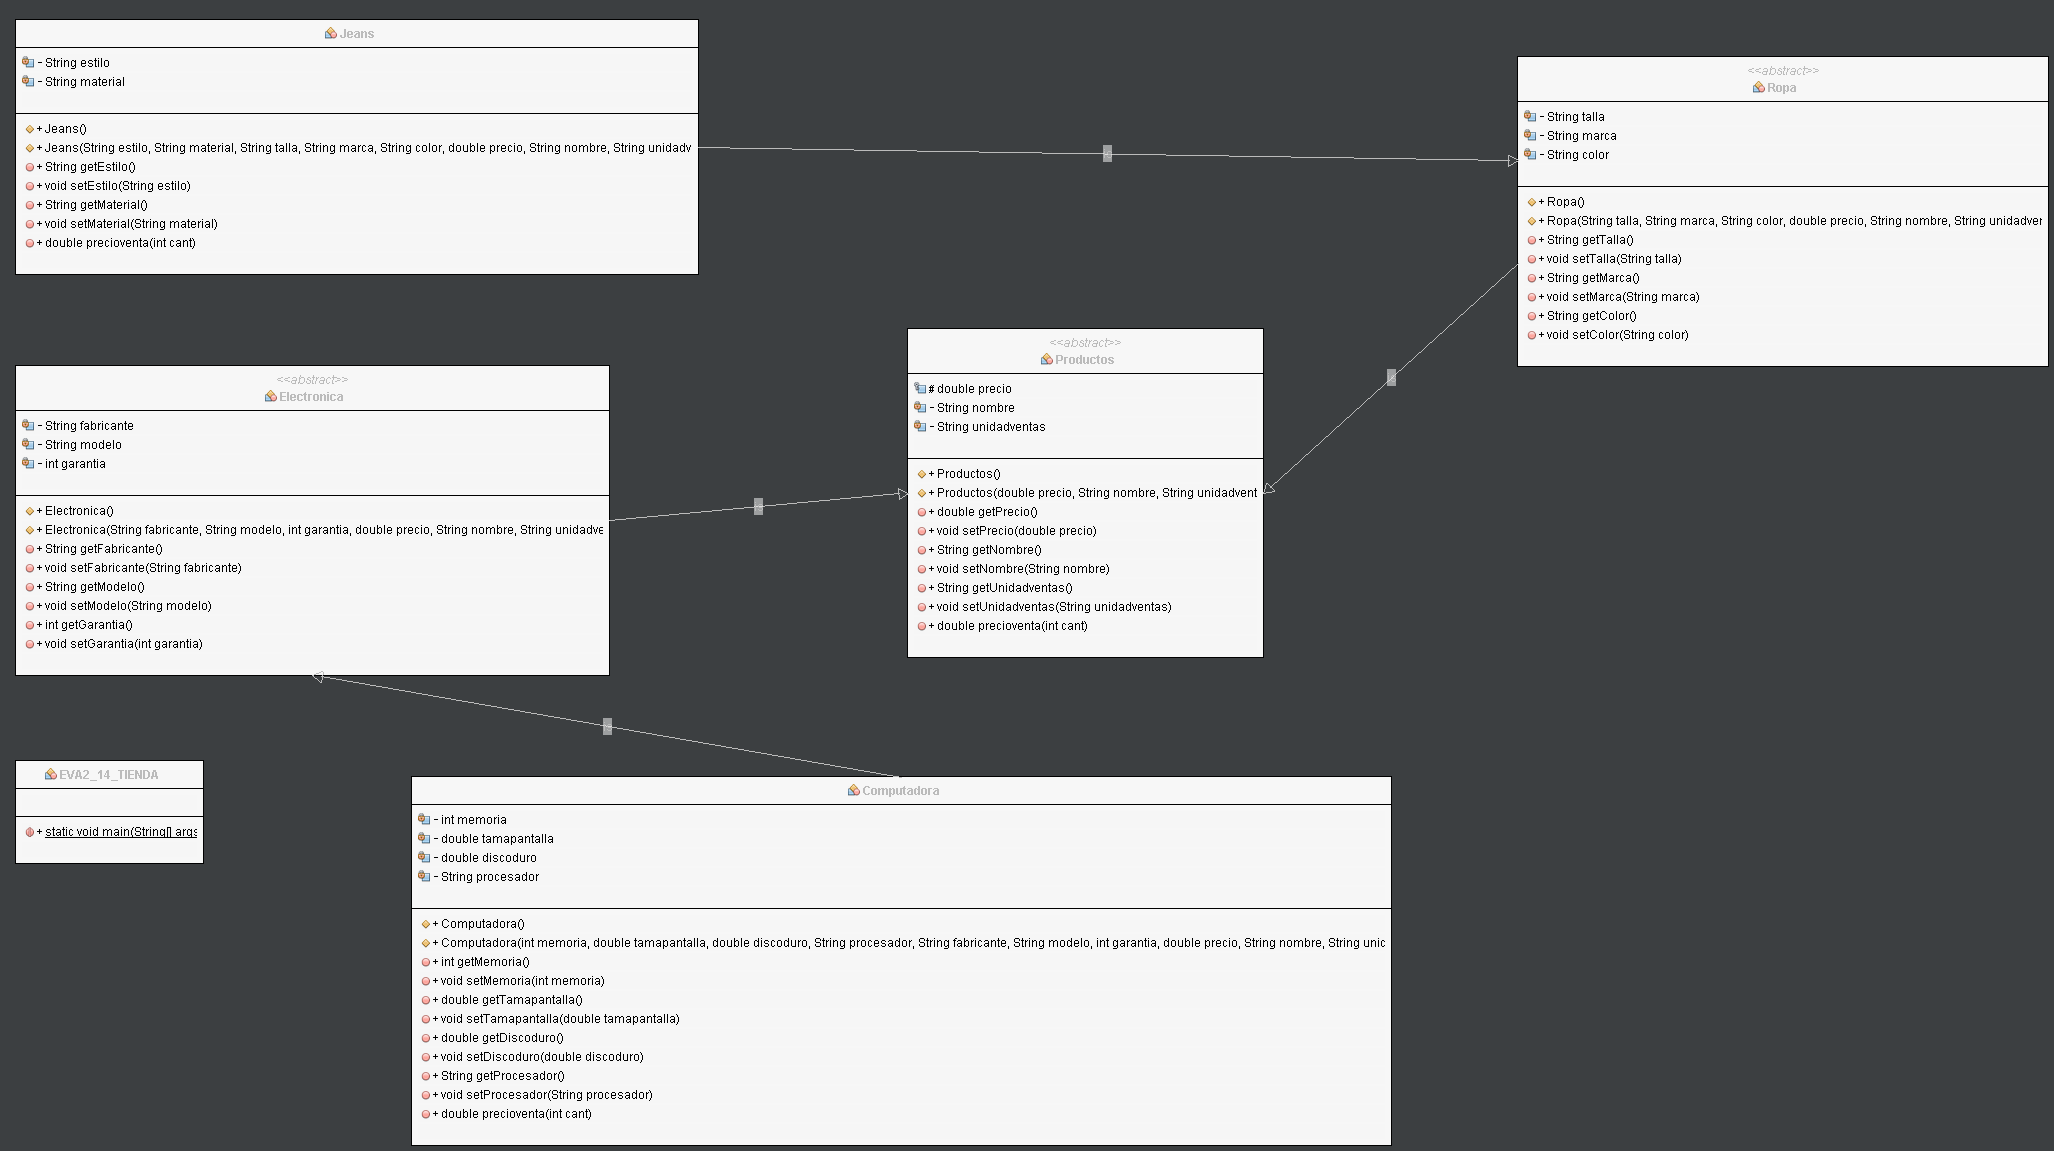 Jeans
- String estilo
- String material
+ Jeans()
+ Jeans(String estilo, String material, String talla, String marca, String color, double precio, String nombre, String unidadv
+ String getEstilo()
+ void setEstilo(String estilo)
+ String getMaterial()
+ void setMaterial(String material)
+ double precioventa(int cant)
<<abstract>>
Ropa
- String talla
- String marca
- String color
+ Ropa()
+ Ropa(String talla, String marca, String color, double precio, String nombre, String unidadver
+ String getTalla()
+ void setTalla(String talla)
+ String getMarca()
+ void setMarca(String marca)
+ String getColor()
+ void setColor(String color)
<<abstract>>
Productos
# double precio
- String nombre
- String unidadventas
+ Productos()
+ Productos(double precio, String nombre, String unidadvent
+ double getPrecio()
+ void setPrecio(double precio)
+ String getNombre()
+ void setNombre(String nombre)
+ String getUnidadventas()
+ void setUnidadventas(String unidadventas)
+ double precioventa(int cant)
<<abstract>>
Electronica
- String fabricante
- String modelo
- int garantia
+ Electronica()
+ Electronica(String fabricante, String modelo, int garantia, double precio, String nombre, String unidadve
+ String getFabricante()
+ void setFabricante(String fabricante)
+ String getModelo()
+ void setModelo(String modelo)
+ int getGarantia()
+ void setGarantia(int garantia)
EVA2_14_TIENDA
+ static void main(String[] args
Computadora
- int memoria
- double tamapantalla
- double discoduro
- String procesador
+ Computadora()
+ Computadora(int memoria, double tamapantalla, double discoduro, String procesador, String fabricante, String modelo, int garantia, double precio, String nombre, String unic
+ int getMemoria()
+ void setMemoria(int memoria)
+ double getTamapantalla()
+ void setTamapantalla(double tamapantalla)
+ double getDiscoduro()
+ void setDiscoduro(double discoduro)
+ String getProcesador()
+ void setProcesador(String procesador)
+ double precioventa(int cant)